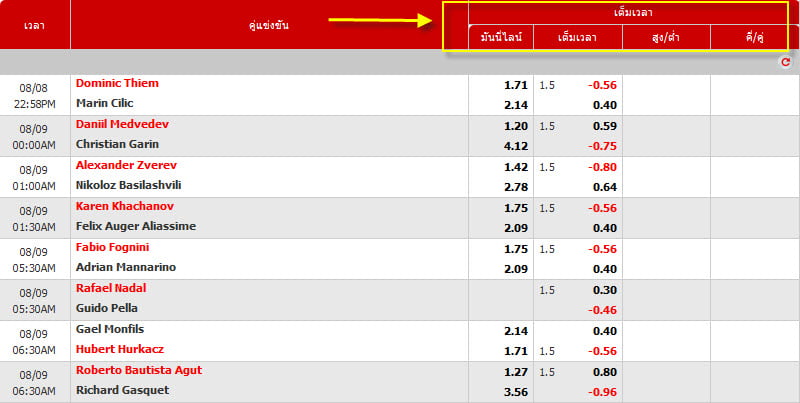 เวลา คู่แข่งขัน เต็มเวลา
มันนี่ไลน์ เต็มเวลา สูง/ต่ำ คี่/คู่
08/08 Dominic Thiem 1.71 1.5 -0.56
22:58PM Marin Cilic 2.14 0.40
08/09 Daniil Medvedev 1.20 1.5 0.59
00:00AM Christian Garin 4.12 -0.75
08/09 Alexander Zverev 1.42 1.5 -0.80
01:00AM Nikoloz Basilashvili 2.78 0.64
08/09 Karen Khachanov 1.75 1.5 -0.56
01:30AM Felix Auger Aliassime 2.09 0.40
08/09 Fabio Fognini 1.75 1.5 -0.56
05:30AM Adrian Mannarino 2.09 0.40
08/09 Rafael Nadal 1.5 0.30
05:30AM Guido Pella -0.46
08/09 Gael Monfils 2.14 0.40
06:30AM Hubert Hurkacz 1.71 1.5 -0.56
08/09 Roberto Bautista Agut 1.27 1.5 0.80
06:30AM Richard Gasquet 3.56 -0.96